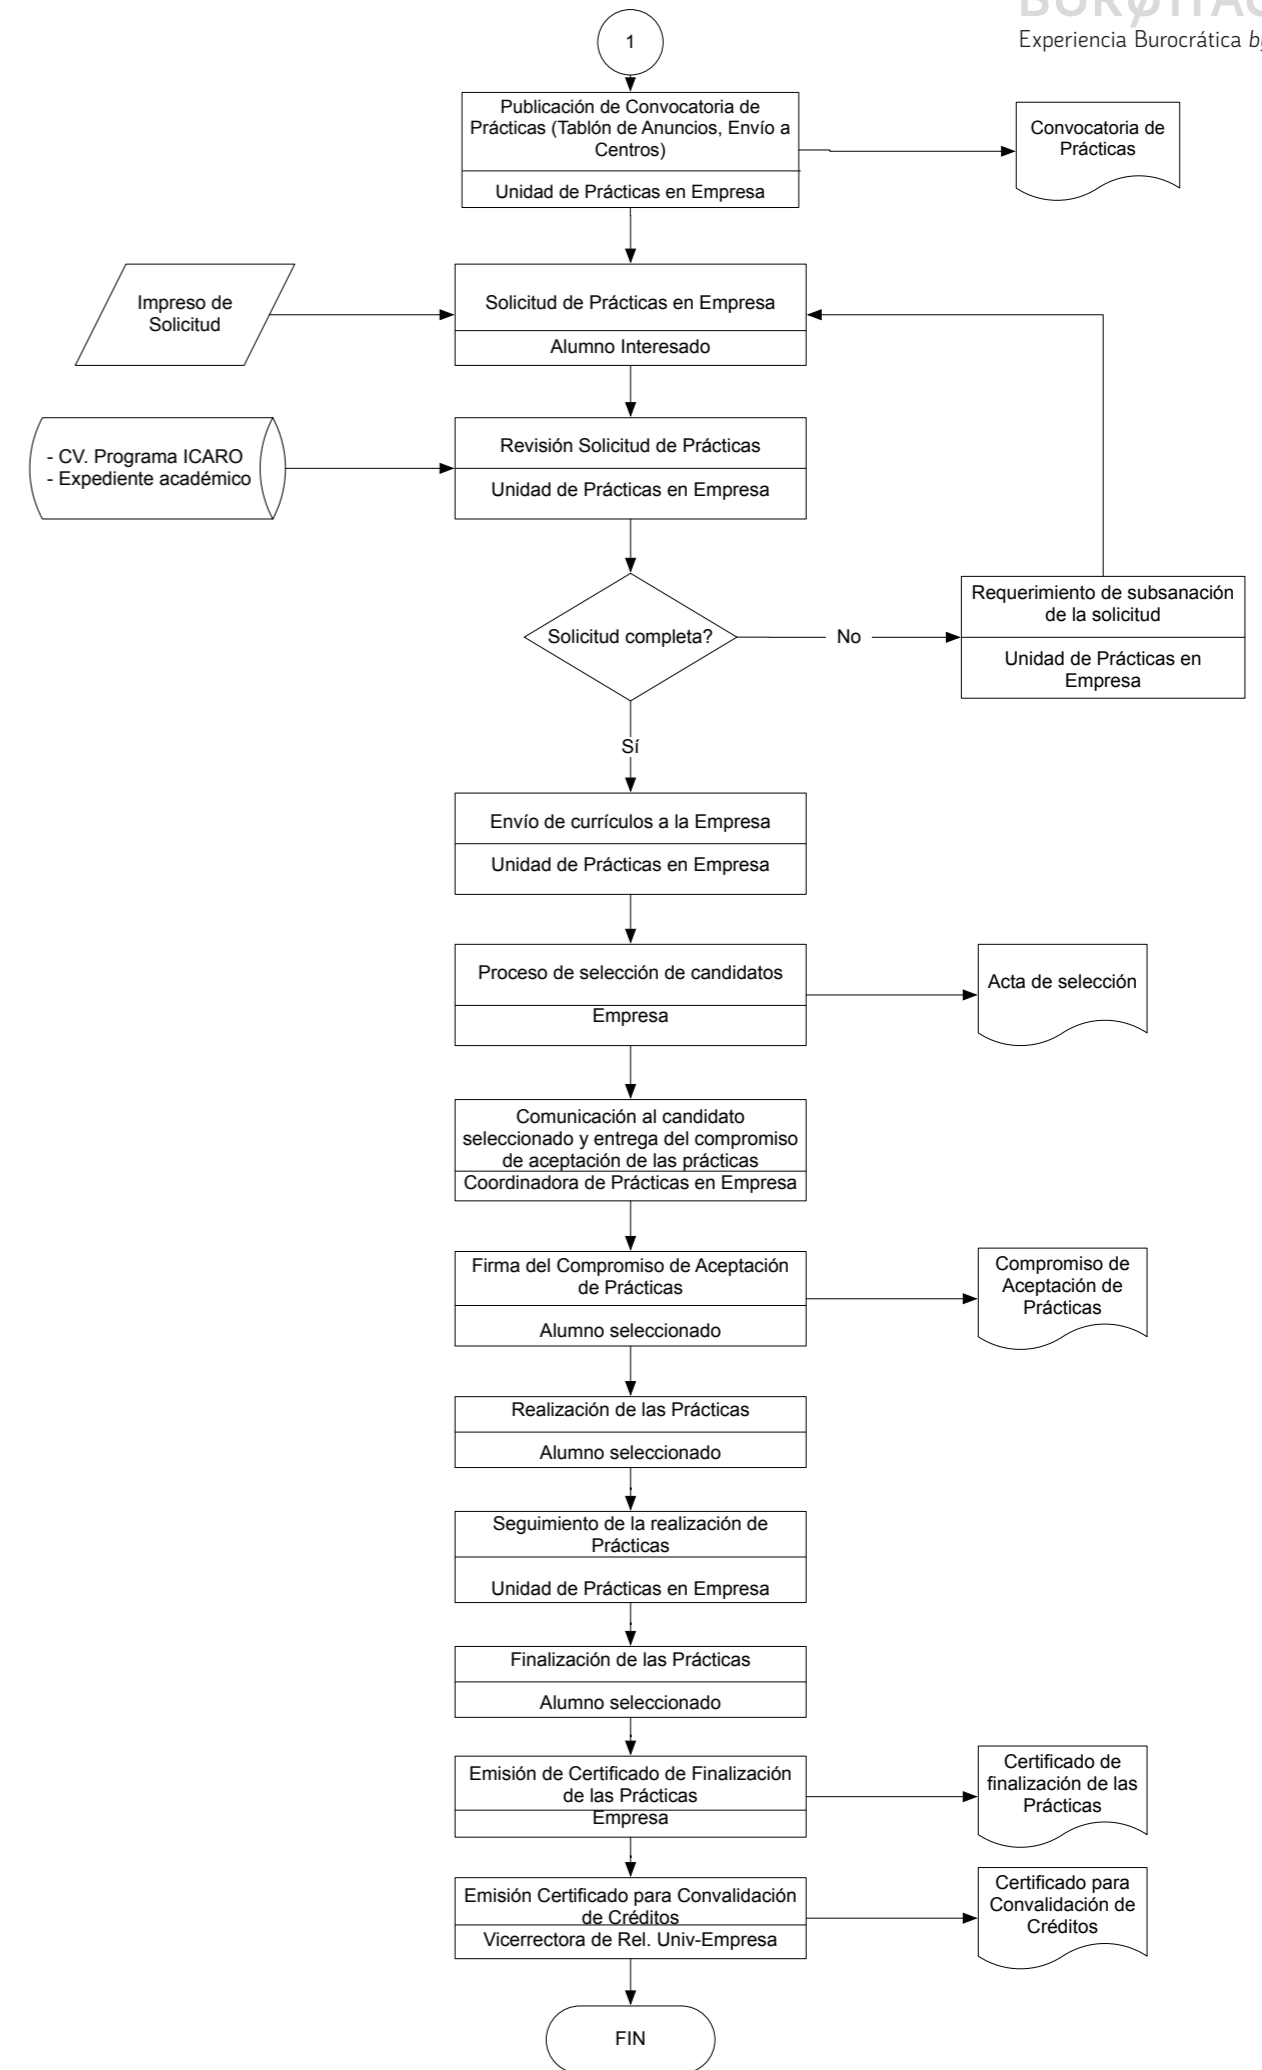 Experiencia Burocrática
1
Publicación de Convocatoria de
Prácticas (Tablón de Anuncios, Envío a
Centros)
Unidad de Prácticas en Empresa
Convocatoria de
Prácticas
Impreso de
Solicitud
Solicitud de Prácticas en Empresa
Alumno Interesado
- CV. Programa ICARO
- Expediente académico
Revisión Solicitud de Prácticas
Unidad de Prácticas en Empresa
Solicitud completa?
No
Requerimiento de subsanación
de la solicitud
Unidad de Prácticas en
Empresa
Sí
Envío de currículos a la Empresa
Unidad de Prácticas en Empresa
Proceso de selección de candidatos
Empresa
Acta de selección
Comunicación al candidato
seleccionado y entrega del compromiso
de aceptación de las prácticas
Coordinadora de Prácticas en Empresa
Firma del Compromiso de Aceptación
de Prácticas
Alumno seleccionado
Compromiso de
Aceptación de
Prácticas
Realización de las Prácticas
Alumno seleccionado
Seguimiento de la realización de
Prácticas
Unidad de Prácticas en Empresa
Finalización de las Prácticas
Alumno seleccionado
Emisión de Certificado de Finalización
de las Prácticas
Empresa
Certificado de
finalización de las
Prácticas
Emisión Certificado para Convalidación
de Créditos
Vicerrectora de Rel. Univ-Empresa
Certificado para
Convalidación de
Créditos
FIN